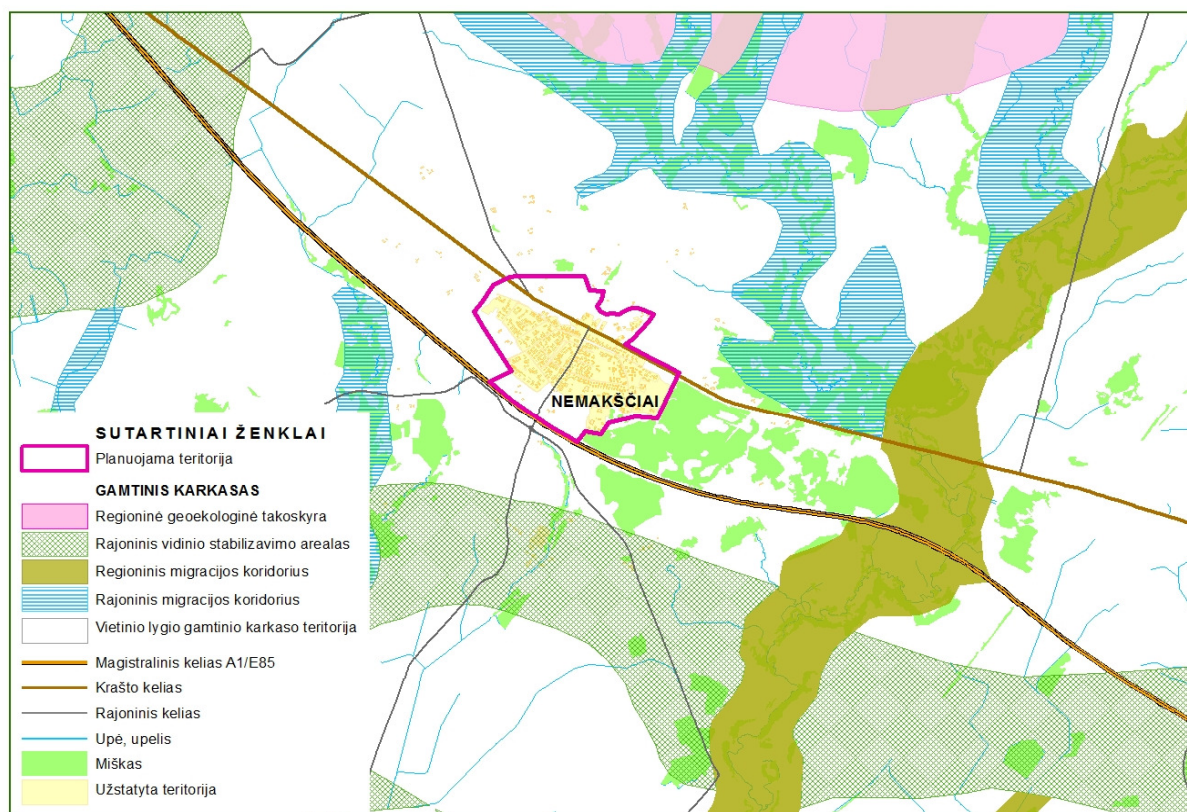 NEMAKŠČIAI
SUTARTINIAI ŽENKLAI
Planuojama teritorija
GAMTINIS KARKASAS
Regioninė geoekologinė takoskyra
Rajoninis vidinio stabilizavimo arealas
Regioninis migracijos koridorius
Rajoninis migracijos koridorius
Vietinio lygio gamtinio karkaso teritorija
Magistralinis kelias A1/E85
Krašto kelias
Rajoninis kelias
Upė, upelis
Miškas
Užstatyta teritorija